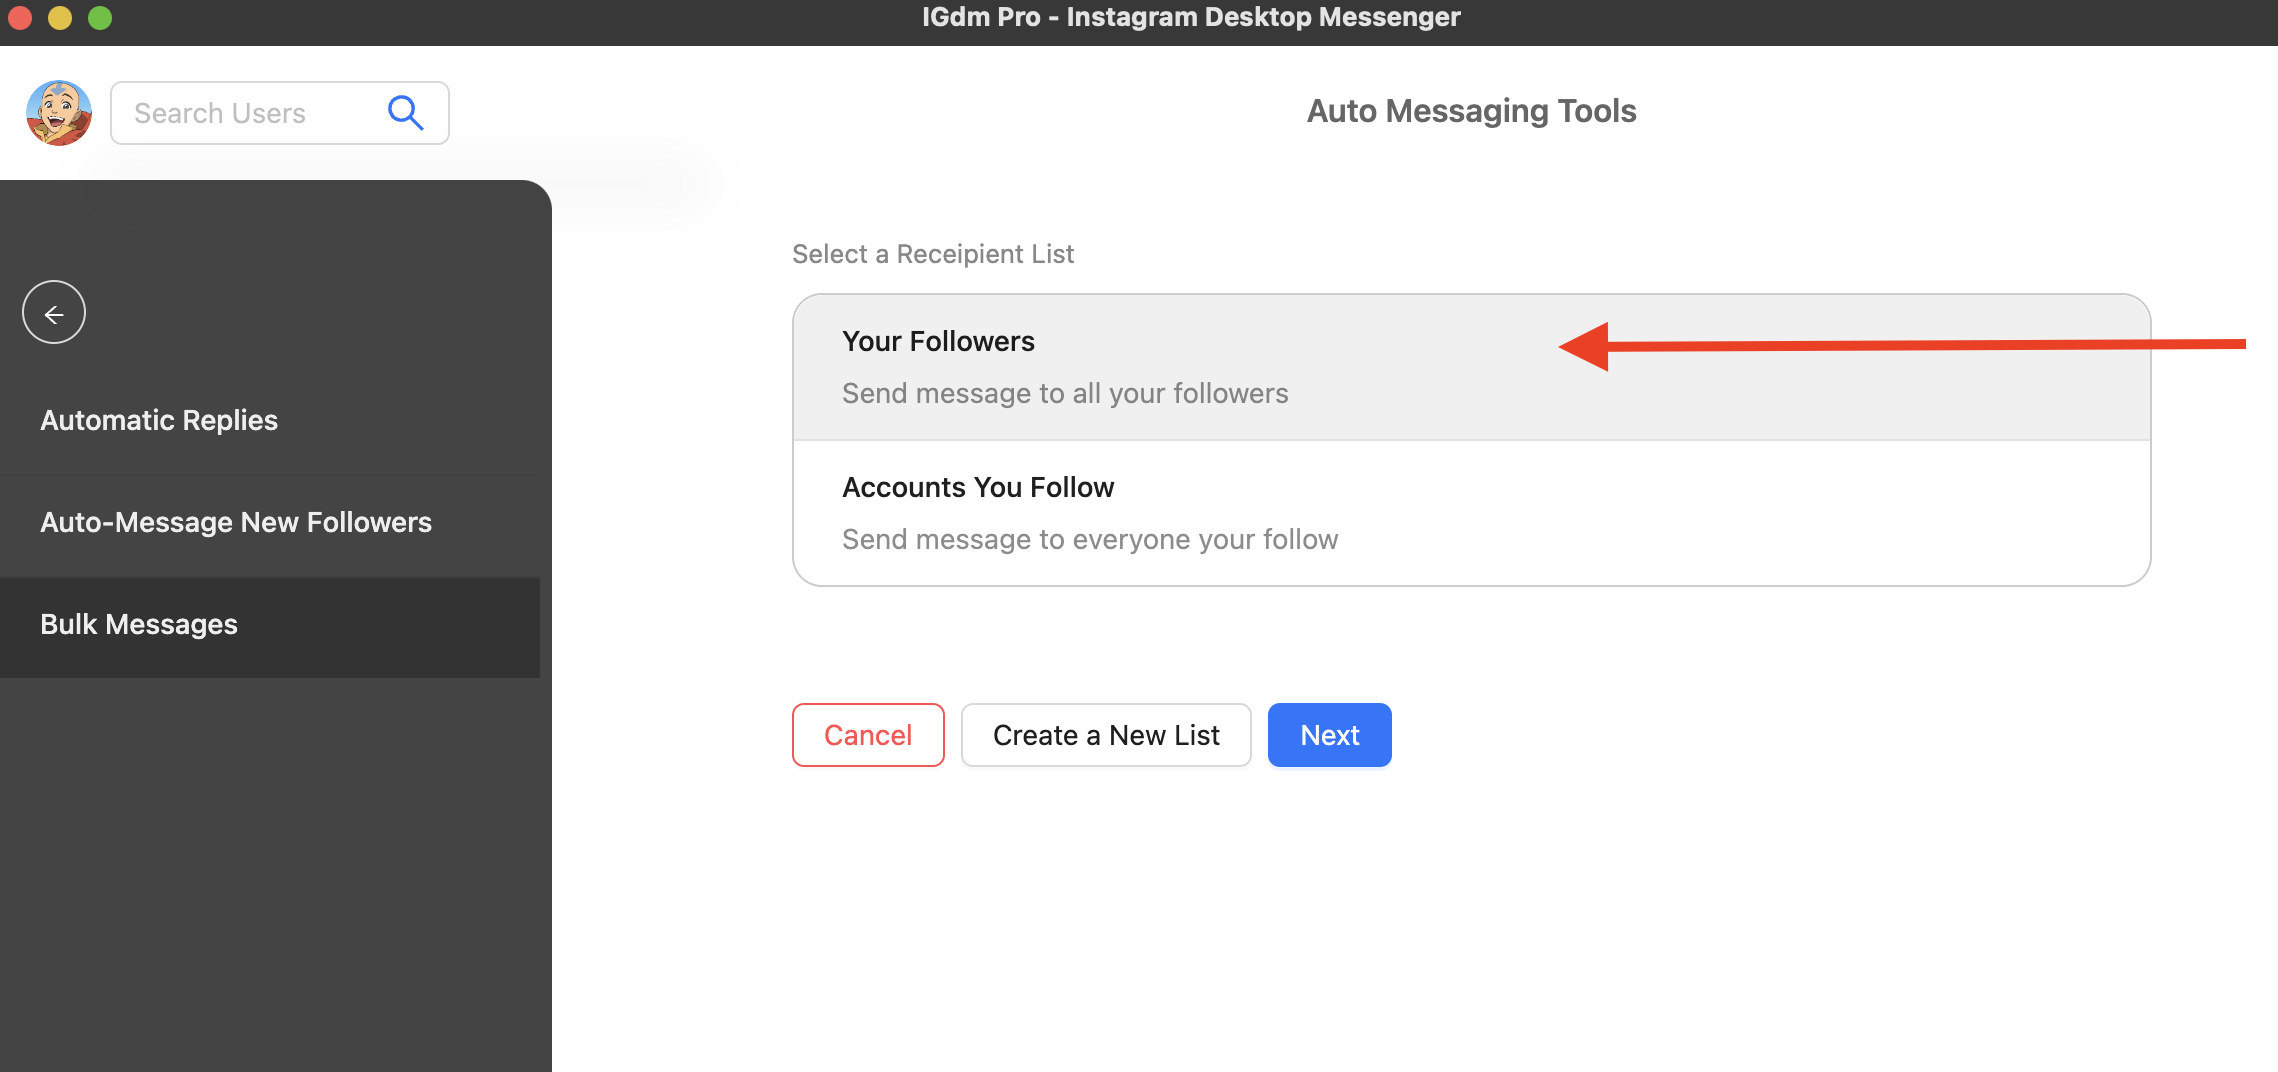 IGdm Pro - Instagram Desktop Messenger
Search Users
Auto Messaging Tools
Select a Receipient List
Your Followers
Send message to all your followers
Accounts You Follow
Send message to everyone your follow
Automatic Replies
Auto-Message New Followers
Bulk Messages
Cancel
Create a New List
Next